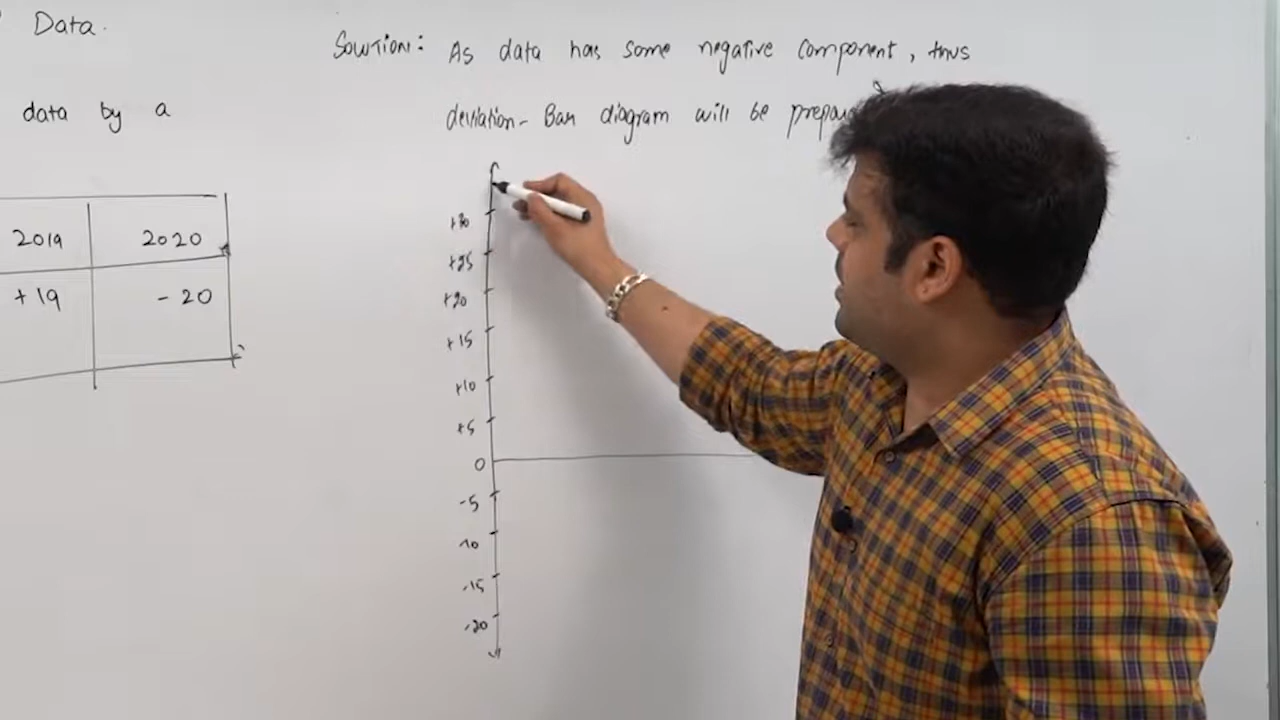 Data.
data by a
2019 2020
+19 - 20
Solution: As data has some negative component, thus
deviation- Bar diagram will be
+30
+25
+20
+15
+10
+5
0
-5
-10
-15
-20